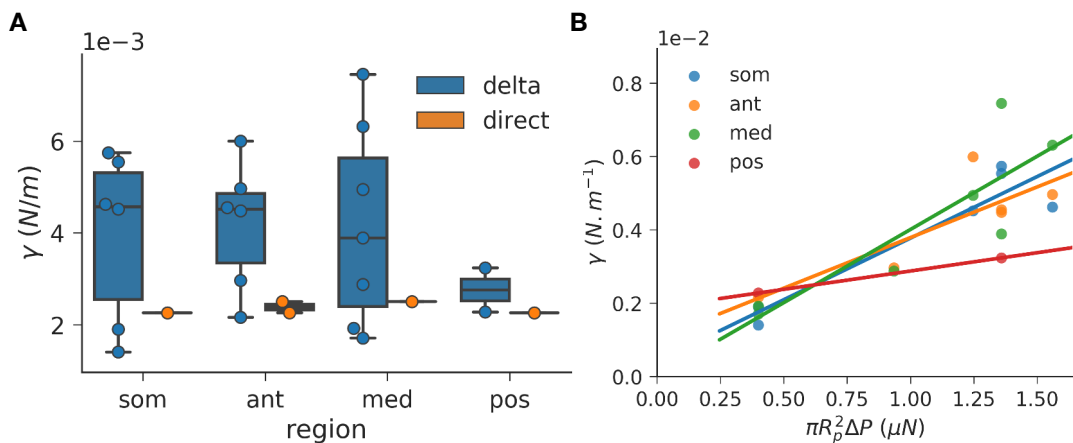 A
1e−3
6
4
2
γ (N/m)
delta
direct
som ant med pos
region
B
1e−2
0.8
0.6
0.4
0.2
0.0
γ (N.m⁻¹)
som
ant
med
pos
0.00 0.25 0.50 0.75 1.00 1.25 1.50
πR_p²ΔP (μN)